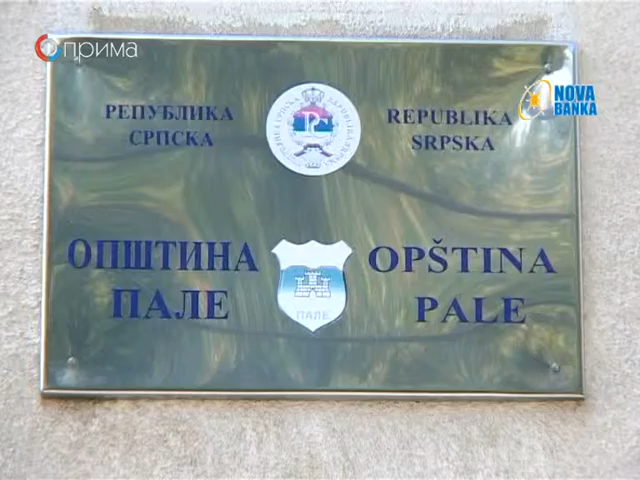 прима
NOVA
BANKA
РЕПУБЛИКА
СРПСКА
REPUBLIKA
SRPSKA
ОПШТИНА
ПАЛЕ
ПАЛЕ
OPŠTINA
PALE